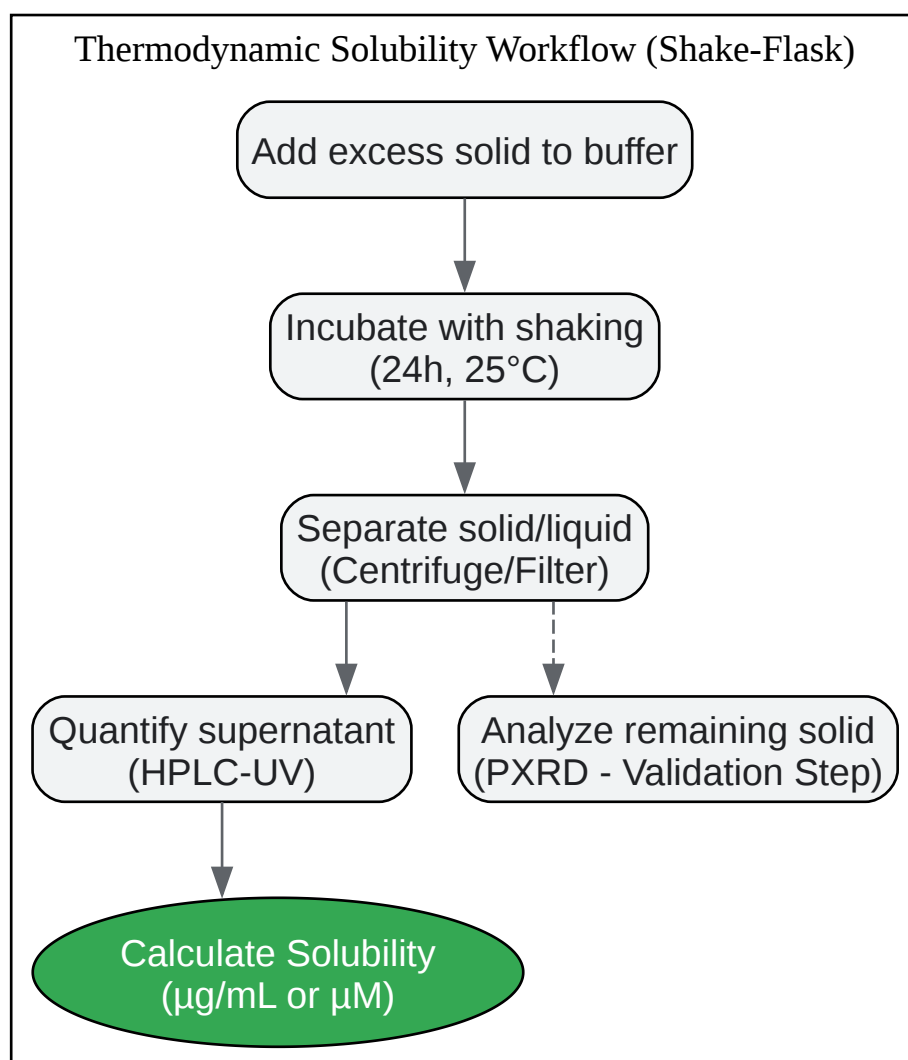 Thermodynamic Solubility Workflow (Shake-Flask)
Add excess solid to buffer
Incubate with shaking
(24h, 25°C)
Separate solid/liquid
(Centrifuge/Filter)
Quantify supernatant
(HPLC-UV)
Analyze remaining solid
(PXRD - Validation Step)
Calculate Solubility
(µg/mL or µM)